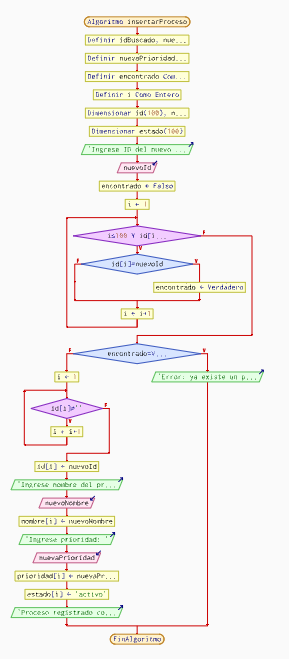 Algoritmo insertarProceso
Definir idBuscado, nue...
Definir nuevaPrioridad...
Definir encontrado Com...
Definir i Como Entero
Dimensionar id(100), n...
Dimensionar estado(100)
'Ingrese ID del nuevo ...
nuevoId
encontrado ← Falso
i ← 1
i≤100 Y id[i...
F
V
id[i]=nuevoId
F
V
encontrado ← Verdadero
i ← i+1
encontrado=V...
F
V
i ← 1
'Error: ya existe un p...
id[i]≠''
F
V
i ← i+1
id[i] ← nuevoId
'Ingrese nombre del pr...
nuevoNombre
nombre[i] ← nuevoNombre
'Ingrese prioridad: '
nuevaPrioridad
prioridad[i] ← nuevaPr...
estado[i] ← 'activo'
'Proceso registrado co...
FinAlgoritmo